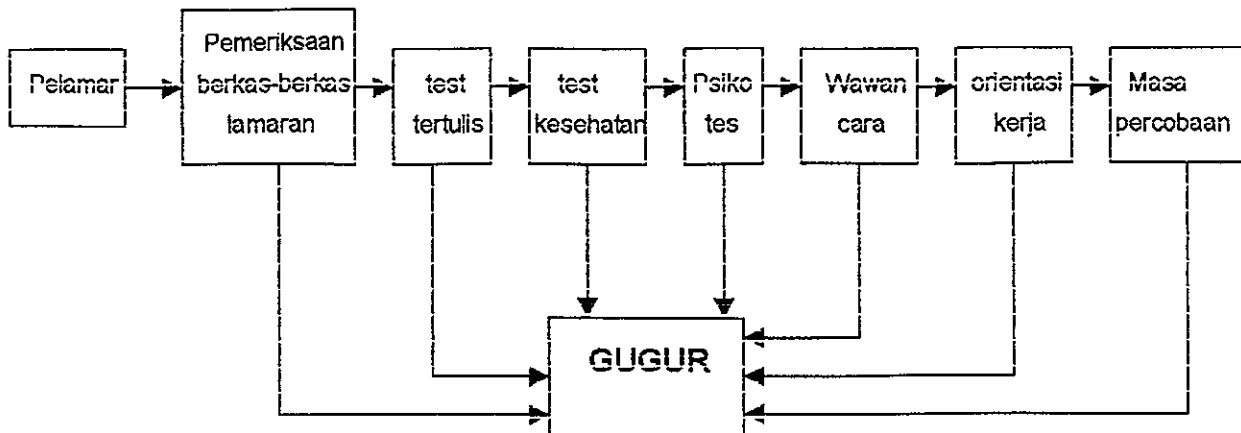 Pelamar
Pemeriksaan
berkas-berkas
lamaran
test
tertulis
test
kesehatan
Psiko
tes
Wawan
cara
orientasi
kerja
Masa
percobaan
GUGUR